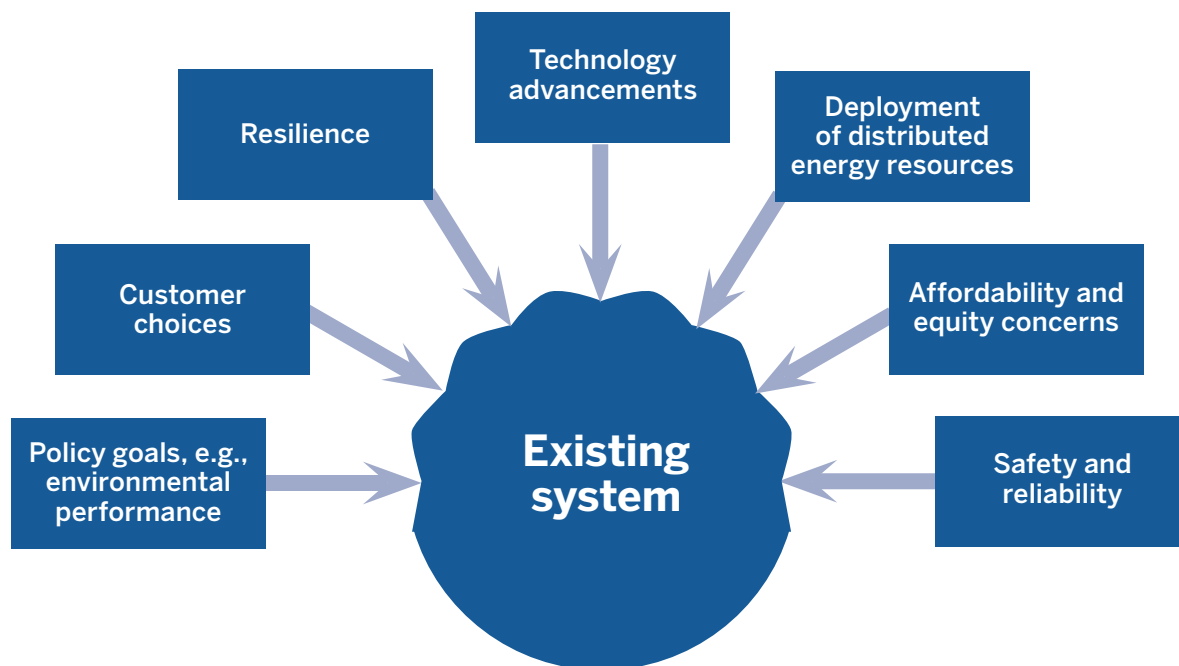 Technology
advancements
Resilience
Deployment
of distributed
energy resources
Customer
choices
Affordability and
equity concerns
Policy goals, e.g.,
environmental
performance
Existing
system
Safety and
reliability